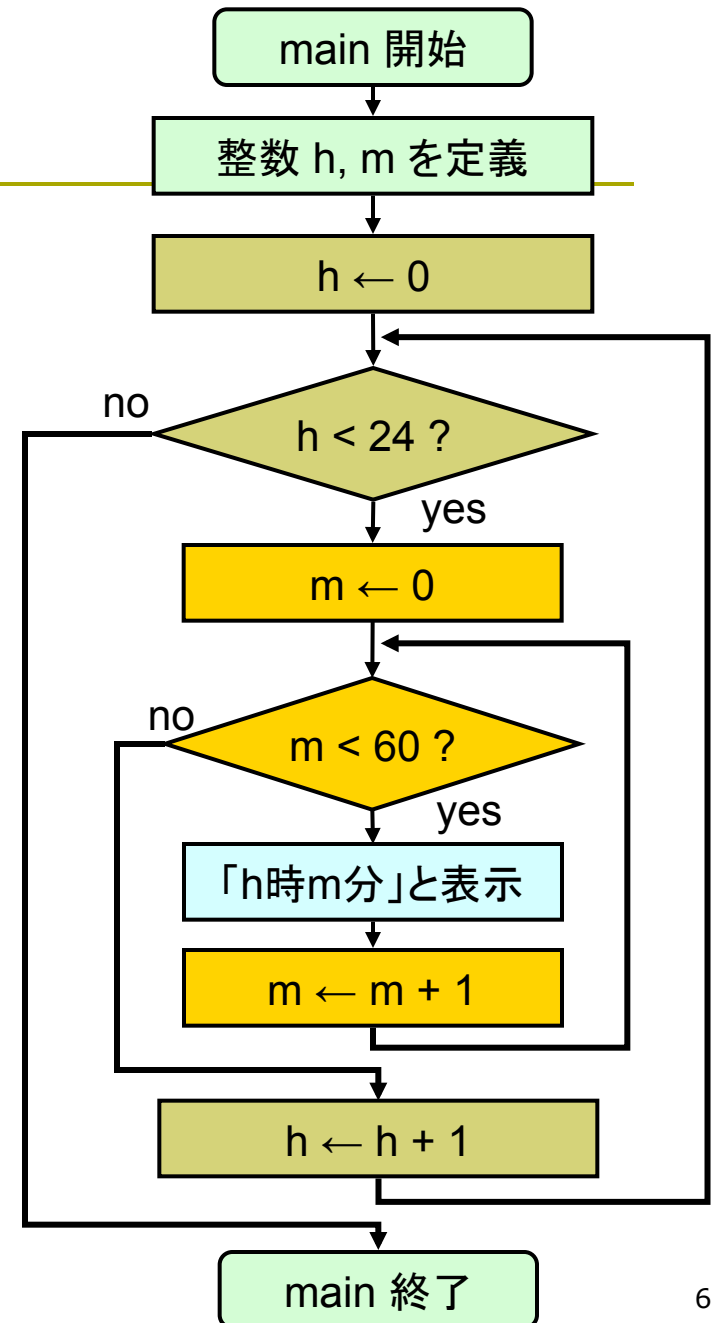 main 開始
整数 h, m を定義
h ← 0
no
h < 24 ?
yes
m ← 0
no
m < 60 ?
yes
「h時m分」と表示
m ← m + 1
h ← h + 1
main 終了
6